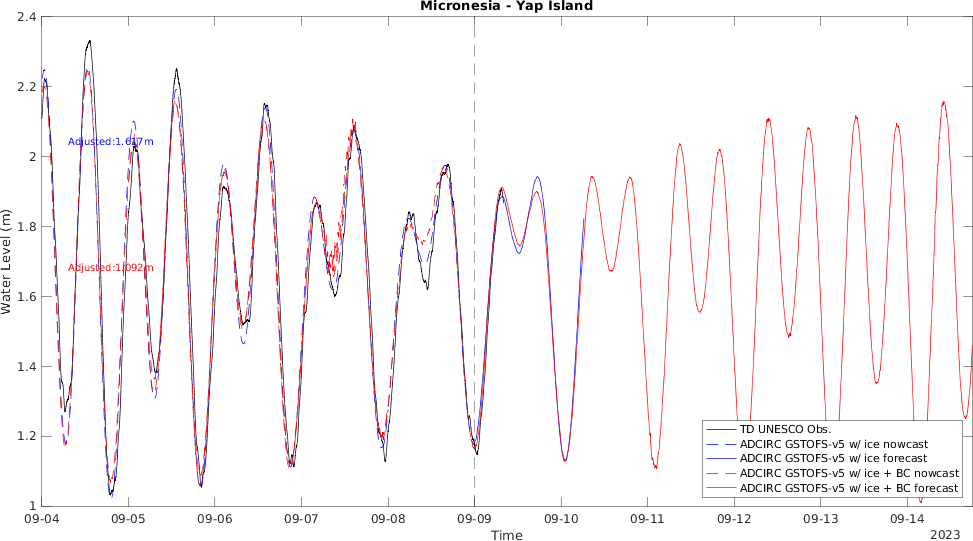 Micronesia - Yap Island
2.4
2.2
2
1.8
1.6
1.4
1.2
1
Water Level (m)
Adjusted:1.617m
Adjusted:1.092m
TD UNESCO Obs.
ADCIRC GSTOFS-v5 w/ ice nowcast
ADCIRC GSTOFS-v5 w/ ice forecast
ADCIRC GSTOFS-v5 w/ ice + BC nowcast
ADCIRC GSTOFS-v5 w/ ice + BC forecast
09-04 09-05 09-06 09-07 09-08 09-09 09-10 09-11 09-12 09-13 09-14
Time
2023